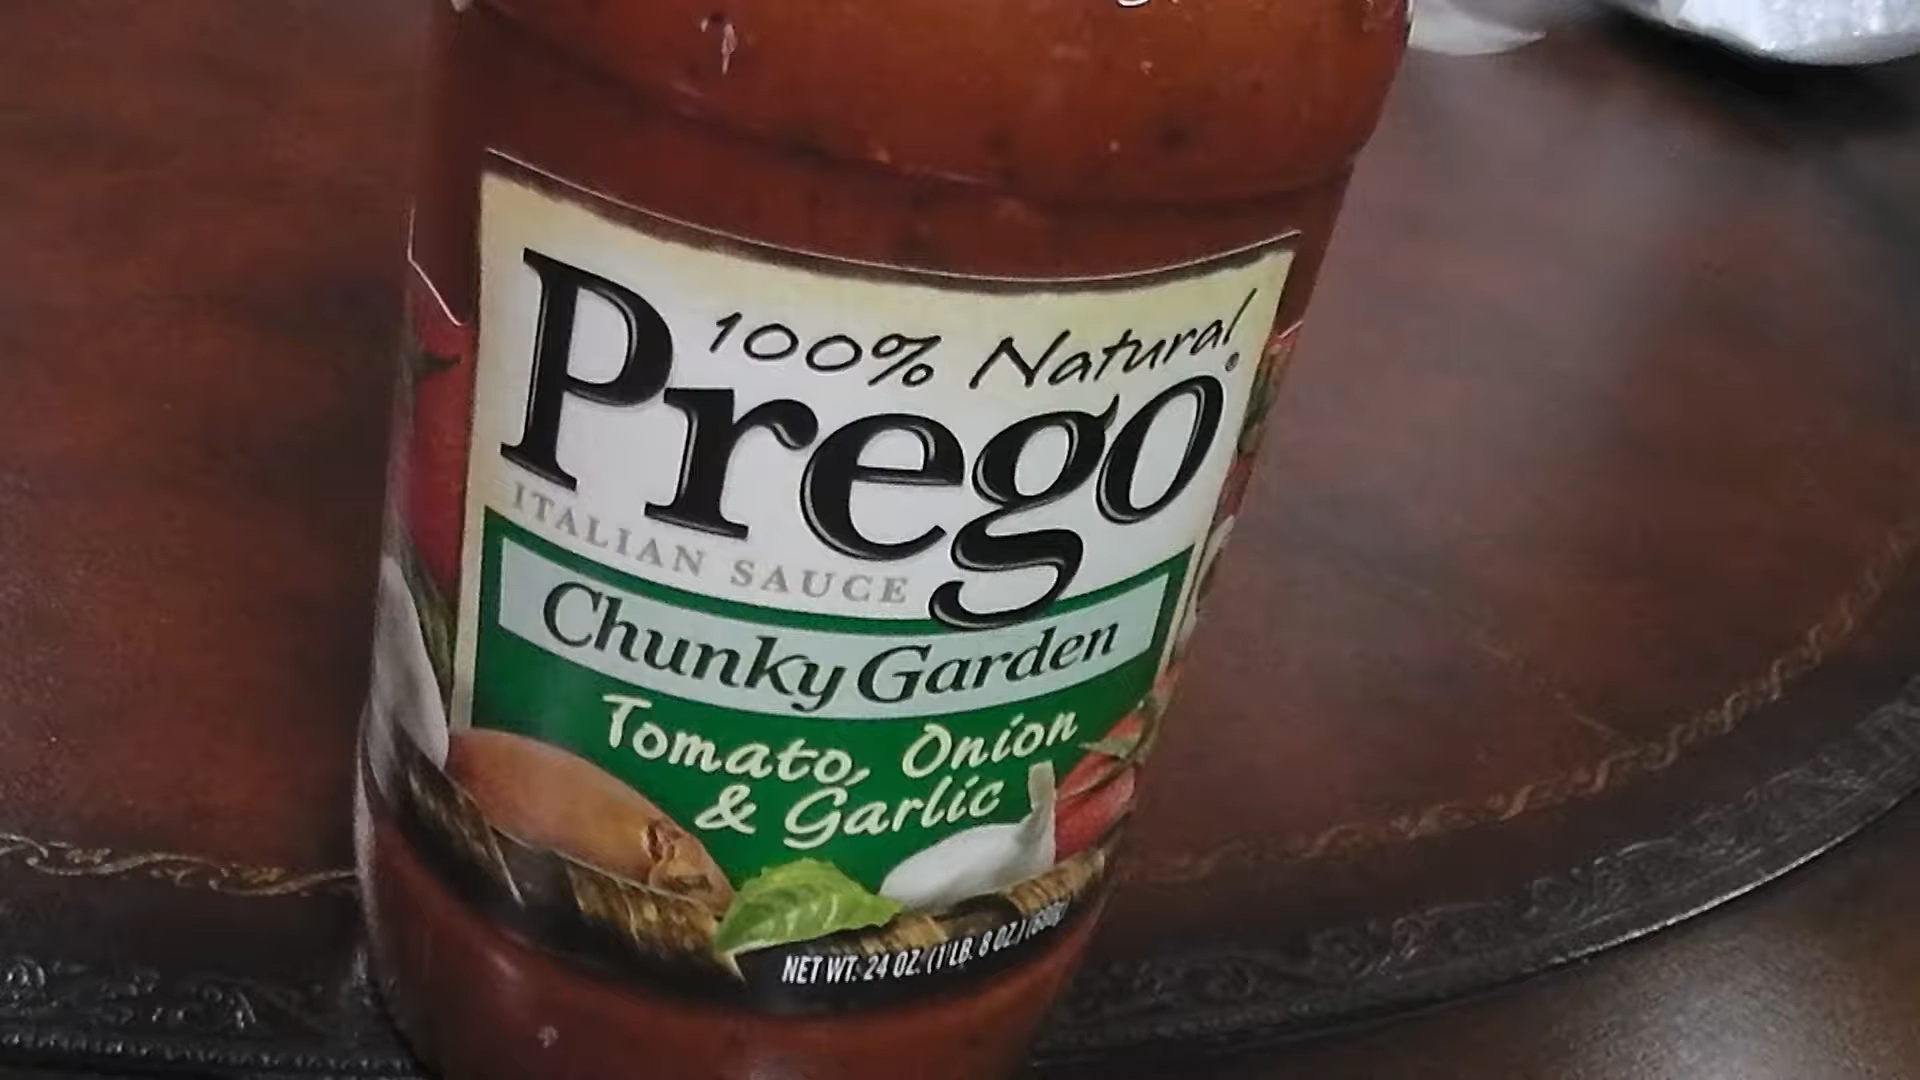 100% Natural
Prego®
ITALIAN SAUCE
Chunky Garden
Tomato, Onion
& Garlic
NET WT. 24 OZ. (1 LB. 8 OZ.)